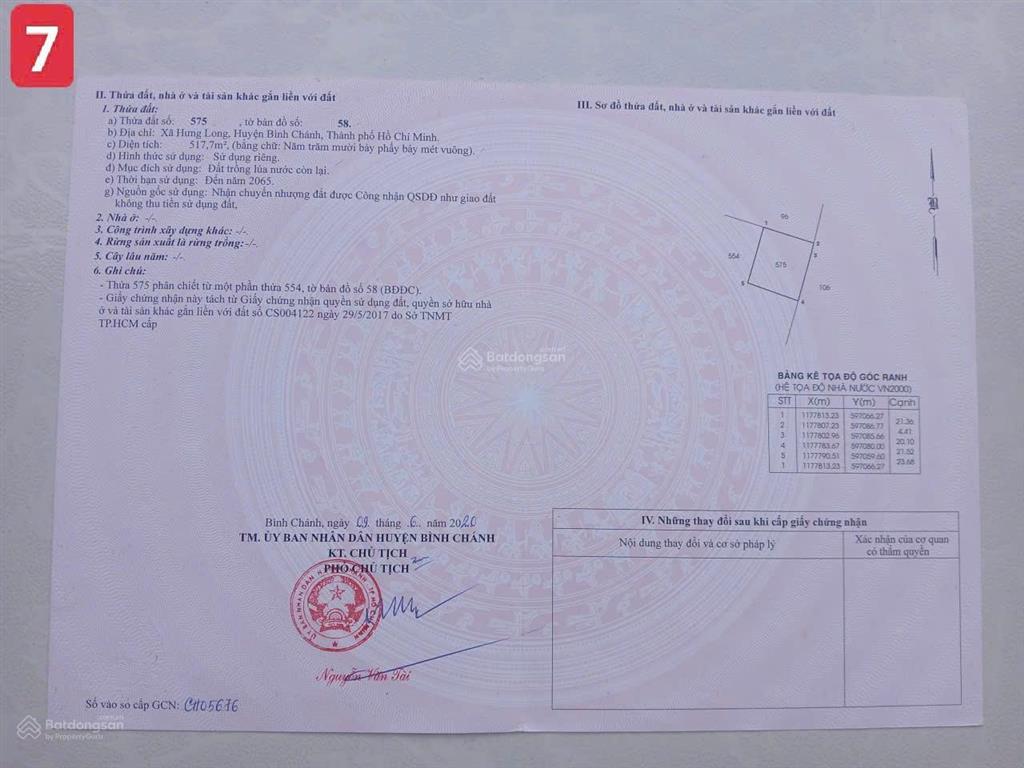 7
II. Thửa đất, nhà ở và tài sản khác gắn liền với đất
1. Thửa đất:
a) Thửa đất số: 575 , tờ bản đồ số: 58.
b) Địa chỉ: Xã Hưng Long, Huyện Bình Chánh, Thành phố Hồ Chí Minh.
c) Diện tích: 517,7m², (bằng chữ: Năm trăm mười bảy phẩy bảy mét vuông).
d) Hình thức sử dụng: Sử dụng riêng.
đ) Mục đích sử dụng: Đất trồng lúa nước còn lại.
e) Thời hạn sử dụng: Đến năm 2065.
g) Nguồn gốc sử dụng: Nhận chuyển nhượng đất được Công nhận QSDĐ như giao đất
không thu tiền sử dụng đất,
2. Nhà ở: -/-.
3. Công trình xây dựng khác: -/-.
4. Rừng sản xuất là rừng trồng:-/-.
5. Cây lâu năm: -/-.
6. Ghi chú:
- Thửa 575 phân chiết từ một phần thửa 554, tờ bản đồ số 58 (BĐĐC).
- Giấy chứng nhận này tách từ Giấy chứng nhận quyền sử dụng đất, quyền sở hữu nhà
ở và tài sản khác gắn liền với đất số CS004122 ngày 29/5/2017 do Sở TNMT
TP.HCM cấp
Bình Chánh, ngày 09 tháng 6 năm 2020
TM. ỦY BAN NHÂN DÂN HUYỆN BÌNH CHÁNH
KT. CHỦ TỊCH
PHÓ CHỦ TỊCH
Nguyễn Văn Tài
Số vào sổ cấp GCN: CH05676
III. Sơ đồ thửa đất, nhà ở và tài sản khác gắn liền với đất
B
96
1
2
3
554
575
5
106
4
BẢNG KÊ TỌA ĐỘ GÓC RANH
(HỆ TỌA ĐỘ NHÀ NƯỚC VN2000)
STT X(m) Y(m) Cạnh
1 1177813.23 597066.27
21.36
2 1177807.23 597086.77
4.41
3 1177802.96 597085.66
20.10
4 1177783.67 597080.00
21.52
5 1177790.51 597059.60
23.68
1 1177813.23 597066.27
IV. Những thay đổi sau khi cấp giấy chứng nhận
Nội dung thay đổi và cơ sở pháp lý
Xác nhận của cơ quan
có thẩm quyền
Batdongsan
by PropertyGuru
Batdongsan
by PropertyGuru